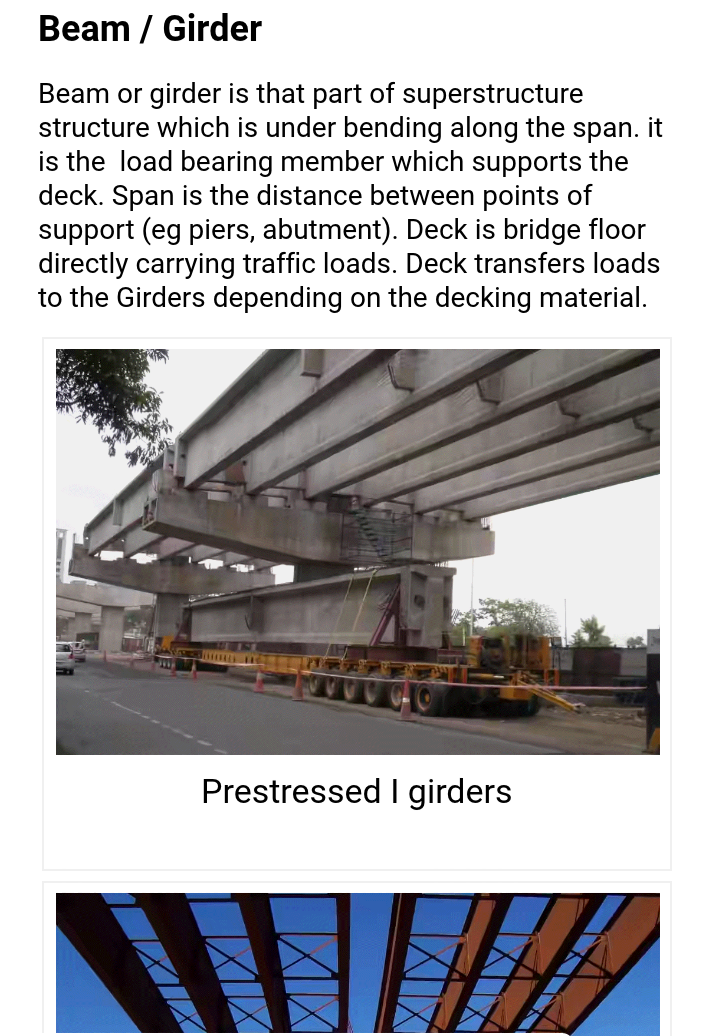 Beam / Girder
Beam or girder is that part of superstructure
structure which is under bending along the span. it
is the  load bearing member which supports the
deck. Span is the distance between points of
support (eg piers, abutment). Deck is bridge floor
directly carrying traffic loads. Deck transfers loads
to the Girders depending on the decking material.
Prestressed I girders